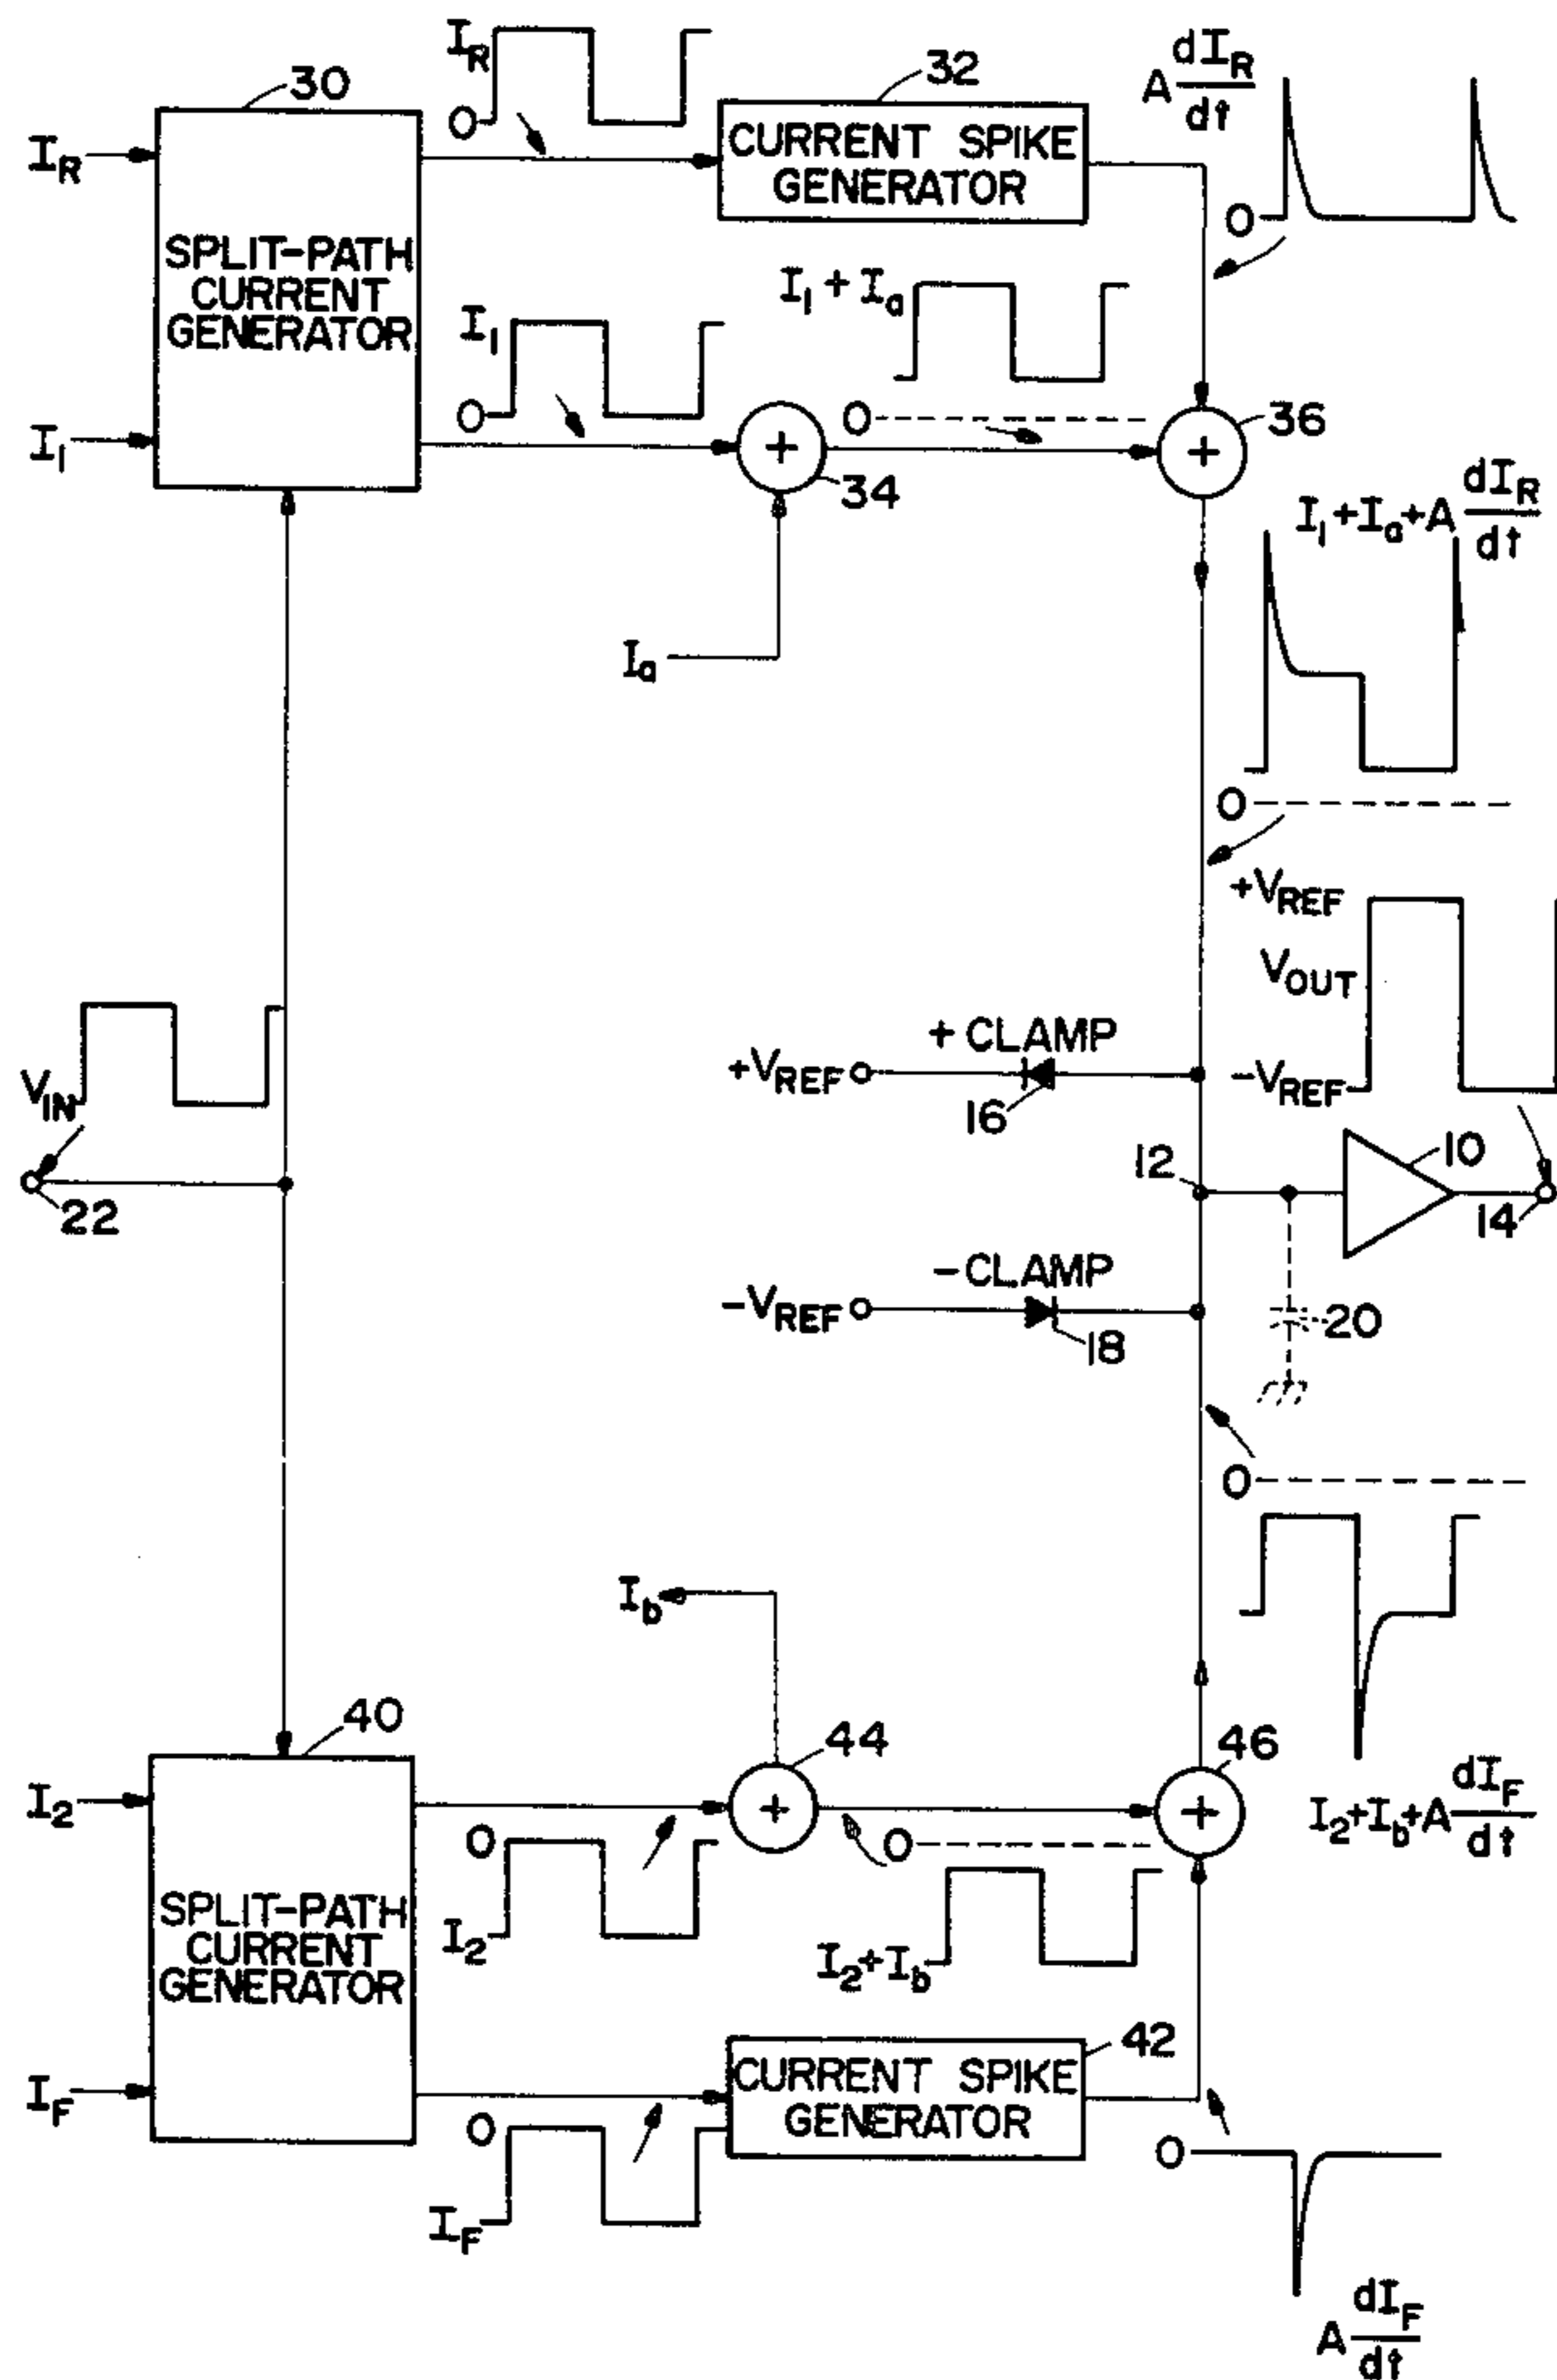 I_R
30
I_R
0
32
A dI_R/dt
0
CURRENT SPIKE
GENERATOR
SPLIT-PATH
CURRENT
GENERATOR
I_1
I_1
0
I_1 + I_a
0
+
34
+
36
I_a
I_1 + I_a + A dI_R/dt
0
+V_REF
V_OUT
-V_REF
V_IN
22
+ CLAMP
+V_REF
16
12
10
14
- CLAMP
-V_REF
18
20
0
I_b
40
44
46
I_2
+
+
0
I_2
0
I_2 + I_b
I_2 + I_b + A dI_F/dt
SPLIT-PATH
CURRENT
GENERATOR
42
CURRENT SPIKE
GENERATOR
I_F
0
I_F
0
A dI_F/dt